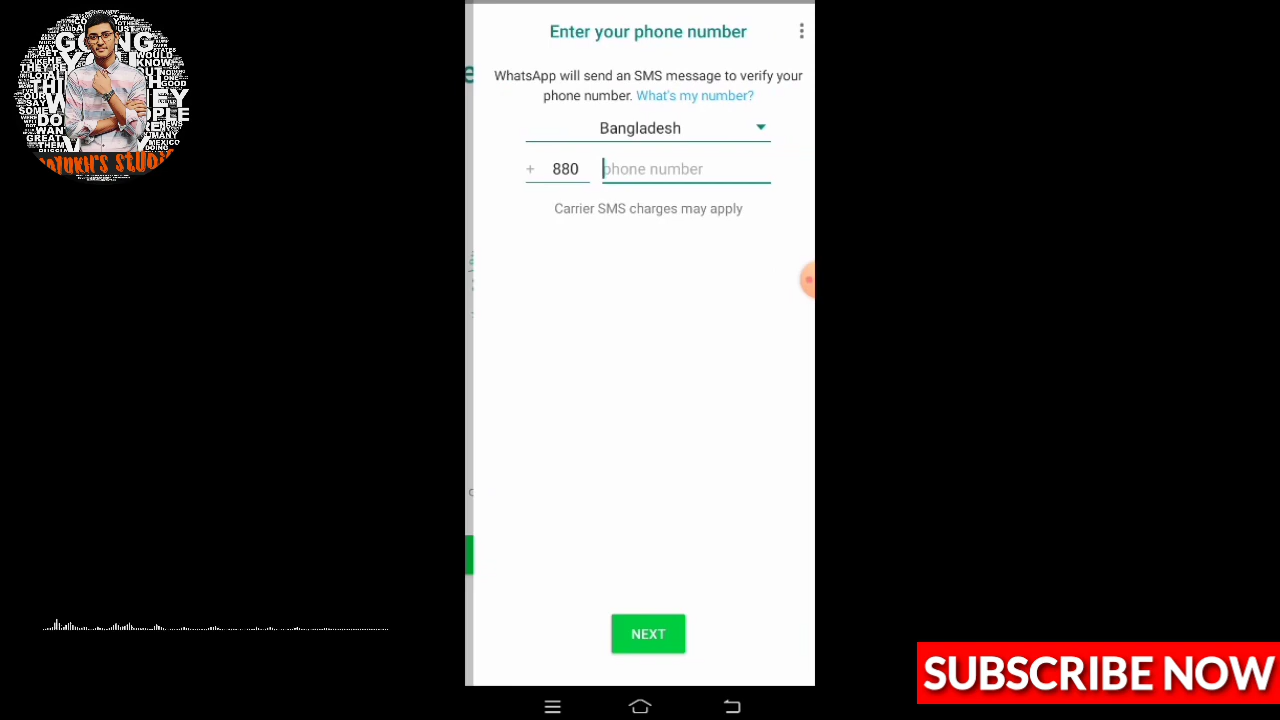 GOING
Enter your phone number
WhatsApp will send an SMS message to verify your
phone number. What's my number?
Bangladesh
+ 880 phone number
Carrier SMS charges may apply
NEXT
SUBSCRIBE NOW